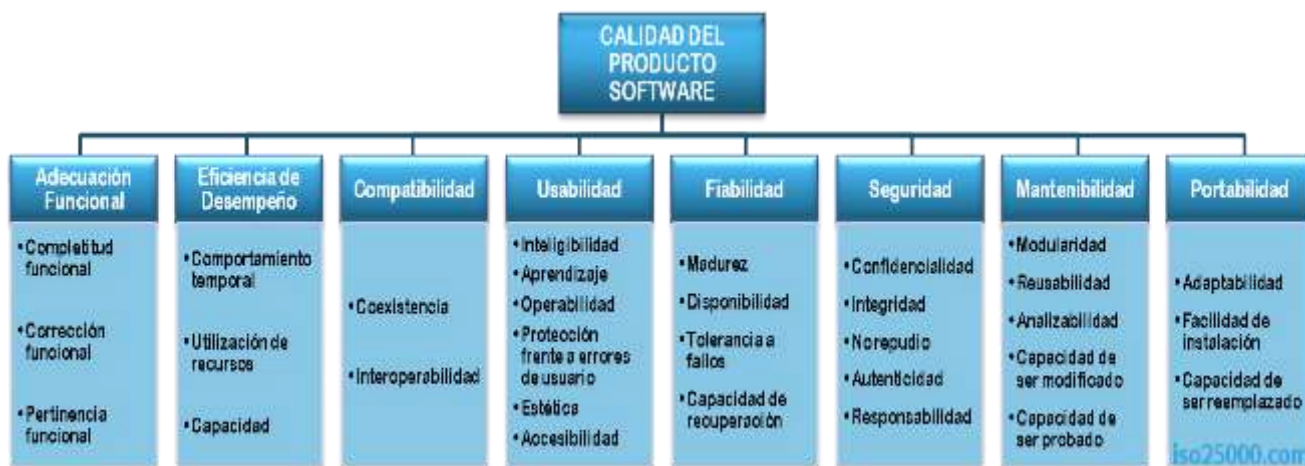 CALIDAD DEL
PRODUCTO
SOFTWARE
Adecuación
Funcional
• Completitud
funcional
• Corrección
funcional
• Pertinencia
funcional
Eficiencia de
Desempeño
• Comportamiento
temporal
• Utilización de
recursos
• Capacidad
Compatibilidad
• Coexistencia
• Interoperabilidad
Usabilidad
• Inteligibilidad
• Aprendizaje
• Operabilidad
• Protección
frente a errores
de usuario
• Estética
• Accesibilidad
Fiabilidad
• Madurez
• Disponibilidad
• Tolerancia a
fallos
• Capacidad de
recuperación
Seguridad
• Confidencialidad
• Integridad
• No repudio
• Autenticidad
• Responsabilidad
Mantenibilidad
• Modularidad
• Reusabilidad
• Analizabilidad
• Capacidad de
ser modificado
• Capacidad de
ser probado
Portabilidad
• Adaptabilidad
• Facilidad de
instalación
• Capacidad de
ser reemplazado
iso25000.com